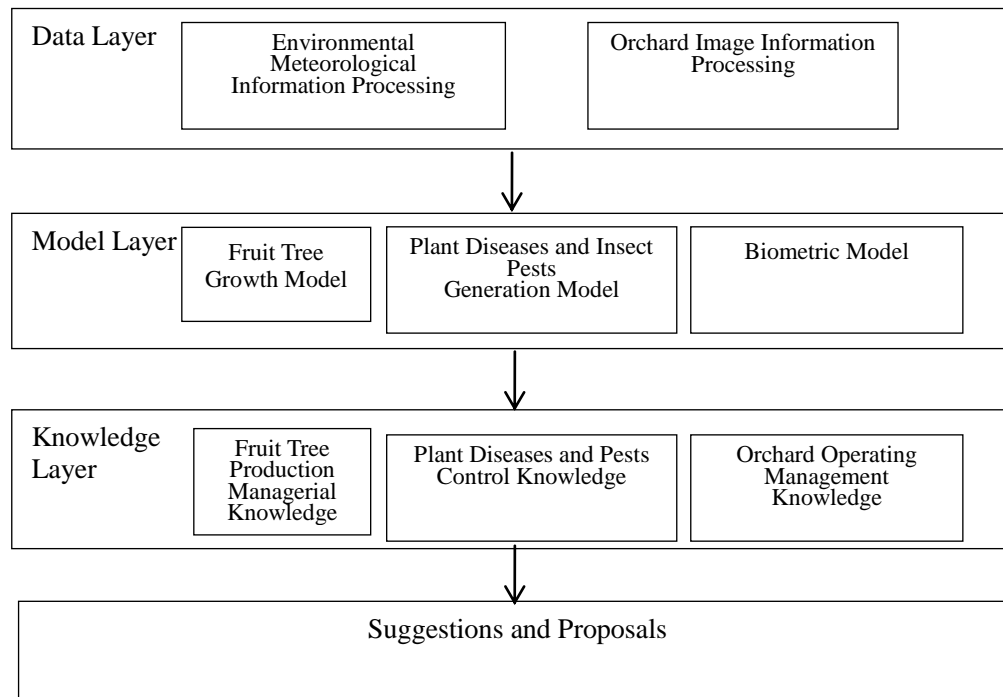 Data Layer
Environmental
Meteorological
Information Processing
Orchard Image Information
Processing
Model Layer
Fruit Tree
Growth Model
Plant Diseases and Insect
Pests
Generation Model
Biometric Model
Knowledge
Layer
Fruit Tree
Production
Managerial
Knowledge
Plant Diseases and Pests
Control Knowledge
Orchard Operating
Management
Knowledge
Suggestions and Proposals